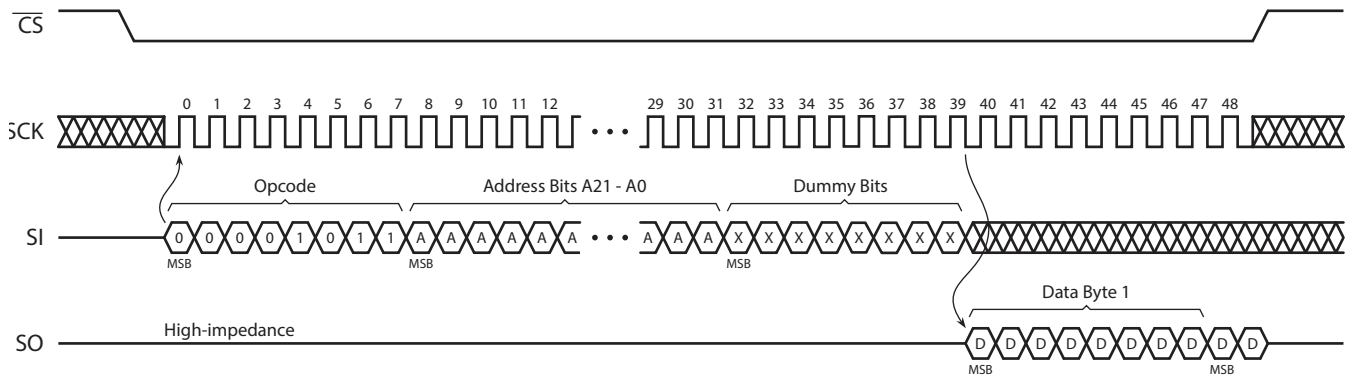 CS
0 1 2 3 4 5 6 7 8 9 10 11 12 29 30 31 32 33 34 35 36 37 38 39 40 41 42 43 44 45 46 47 48
SCK
Opcode Address Bits A21 - A0 Dummy Bits
SI 0 0 0 0 1 0 1 1 A A A A A A A A A X X X X X X X X
MSB MSB MSB
Data Byte 1
High-impedance
SO D D D D D D D D D D
MSB MSB